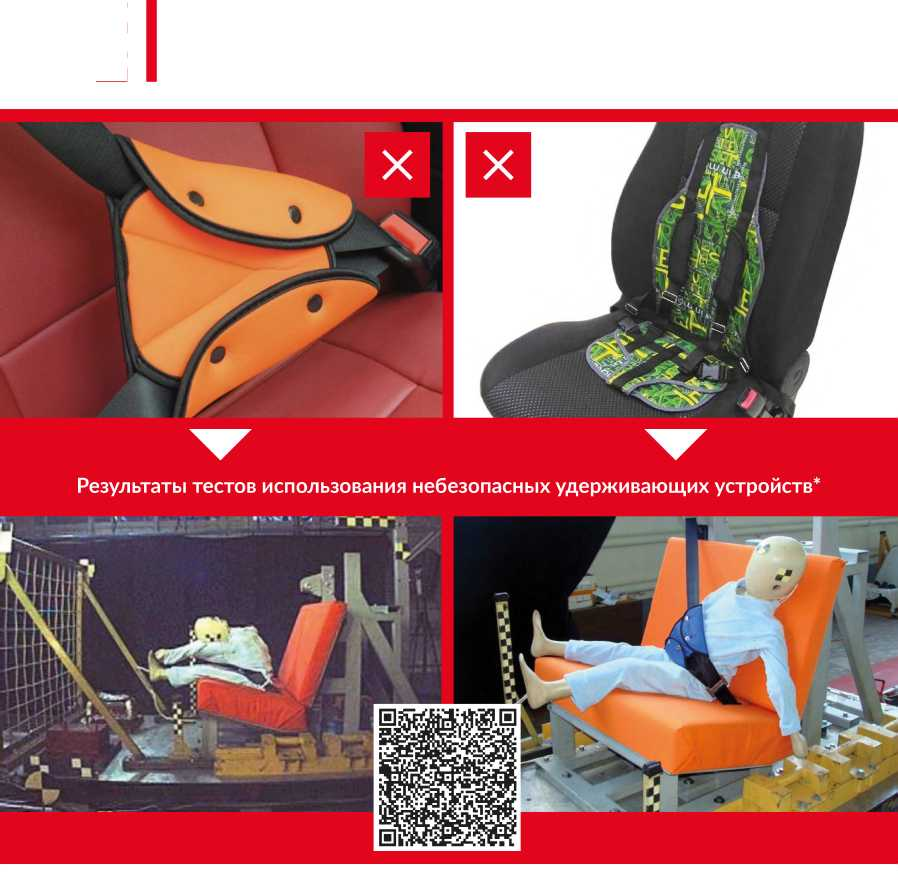 Результаты тестов использования небезопасных удерживающих устройств*